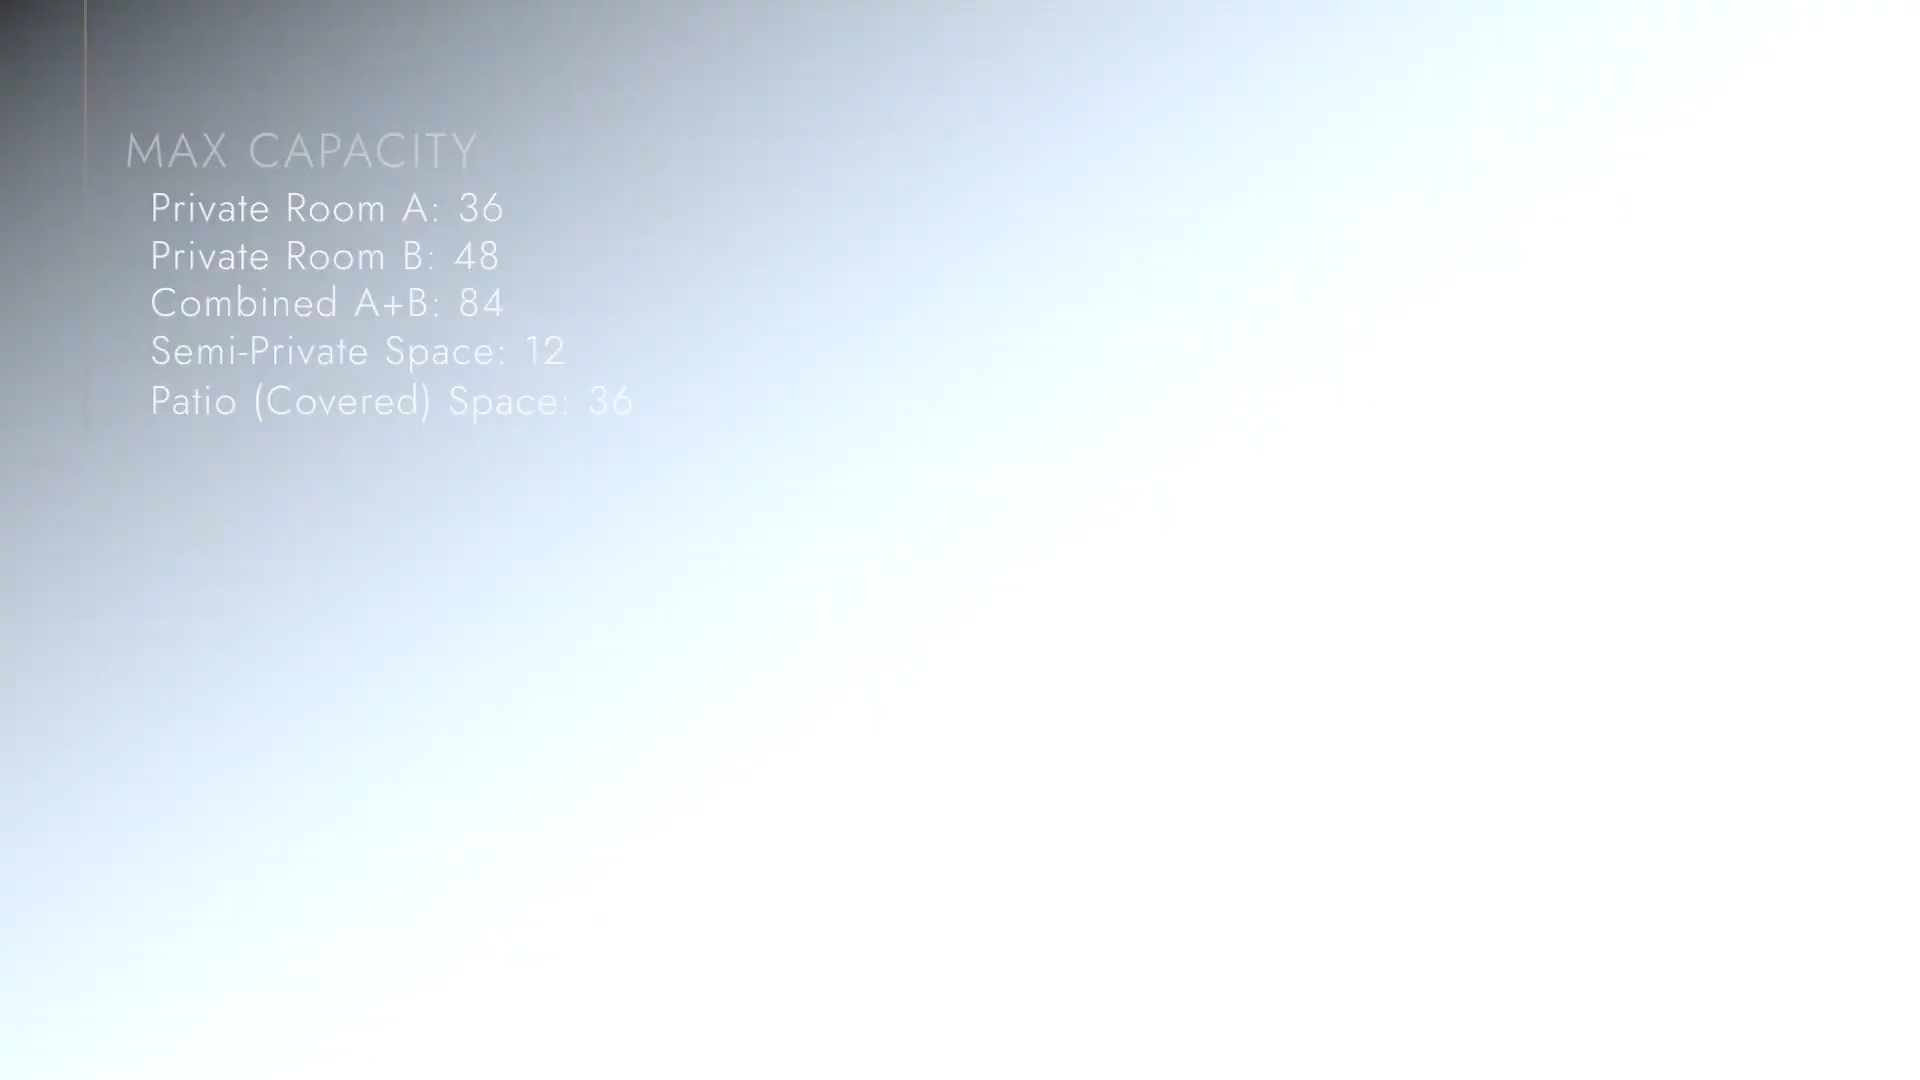 MAX CAPACITY
Private Room A: 36
Private Room B: 48
Combined A+B: 84
Semi-Private Space: 12
Patio (Covered) Space: 36